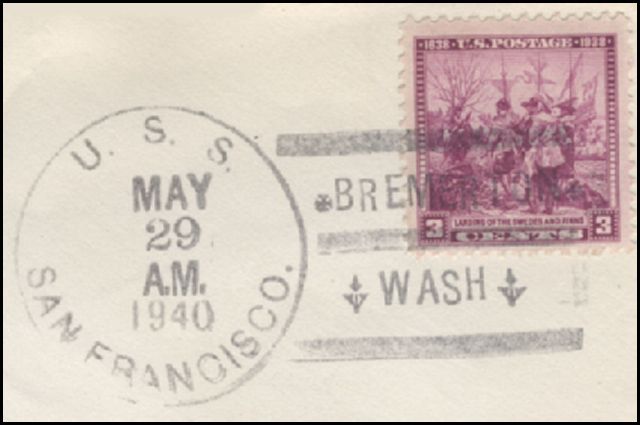 U. S. S.
MAY
29
A.M.
1940
SAN FRANCISCO.
BREMERTON
WASH
1638 U.S. POSTAGE 1938
LANDING OF THE SWEDES AND FINNS
3 CENTS 3